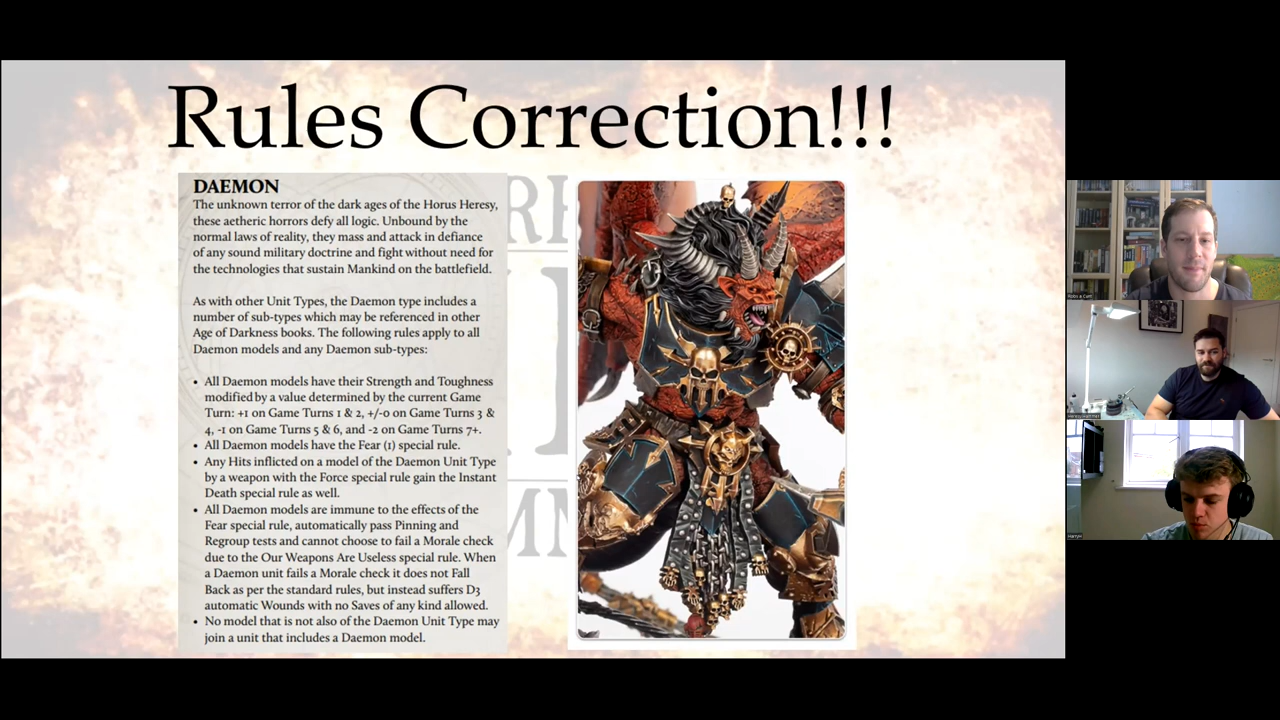 Rules Correction!!!
DAEMON
The unknown terror of the dark ages of the Horus Heresy,
these aetheric horrors defy all logic. Unbound by the
normal laws of reality, they mass and attack in defiance
of any sound military doctrine and fight without need for
the technologies that sustain Mankind on the battlefield.
As with other Unit Types, the Daemon type includes a
number of sub-types which may be referenced in other
Age of Darkness books. The following rules apply to all
Daemon models and any Daemon sub-types:
• All Daemon models have their Strength and Toughness
modified by a value determined by the current Game
Turn: +1 on Game Turns 1 & 2, +/-0 on Game Turns 3 &
4, -1 on Game Turns 5 & 6, and -2 on Game Turns 7+.
• All Daemon models have the Fear (1) special rule.
• Any Hits inflicted on a model of the Daemon Unit Type
by a weapon with the Force special rule gain the Instant
Death special rule as well.
• All Daemon models are immune to the effects of the
Fear special rule, automatically pass Pinning and
Regroup tests and cannot choose to fail a Morale check
due to the Our Weapons Are Useless special rule. When
a Daemon unit fails a Morale check it does not Fall
Back as per the standard rules, but instead suffers D3
automatic Wounds with no Saves of any kind allowed.
• No model that is not also of the Daemon Unit Type may
join a unit that includes a Daemon model.